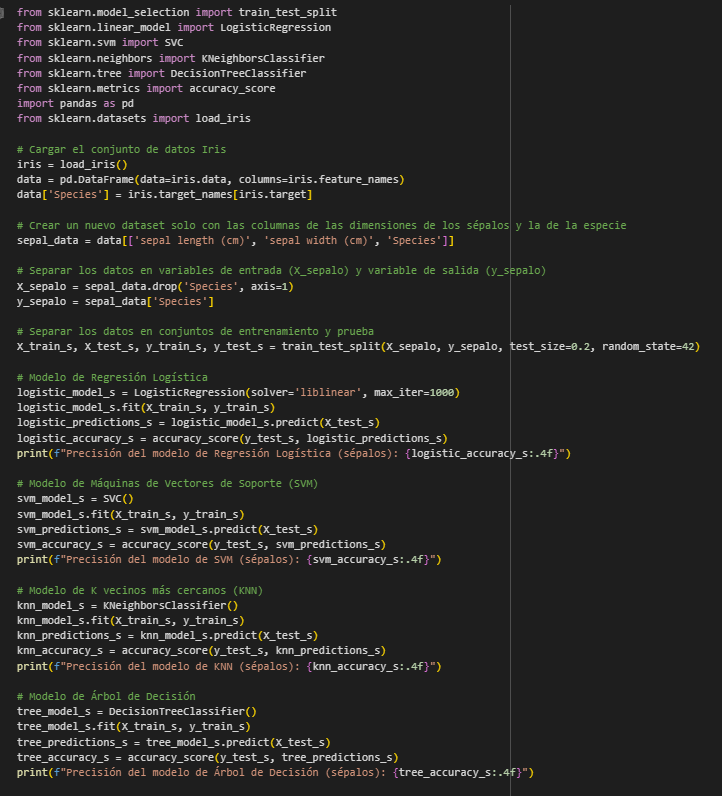 from sklearn.model_selection import train_test_split
from sklearn.linear_model import LogisticRegression
from sklearn.svm import SVC
from sklearn.neighbors import KNeighborsClassifier
from sklearn.tree import DecisionTreeClassifier
from sklearn.metrics import accuracy_score
import pandas as pd
from sklearn.datasets import load_iris

# Cargar el conjunto de datos Iris
iris = load_iris()
data = pd.DataFrame(data=iris.data, columns=iris.feature_names)
data['Species'] = iris.target_names[iris.target]

# Crear un nuevo dataset solo con las columnas de las dimensiones de los sépalos y la de la especie
sepal_data = data[['sepal length (cm)', 'sepal width (cm)', 'Species']]

# Separar los datos en variables de entrada (X_sepalo) y variable de salida (y_sepalo)
X_sepalo = sepal_data.drop('Species', axis=1)
y_sepalo = sepal_data['Species']

# Separar los datos en conjuntos de entrenamiento y prueba
X_train_s, X_test_s, y_train_s, y_test_s = train_test_split(X_sepalo, y_sepalo, test_size=0.2, random_state=42)

# Modelo de Regresión Logística
logistic_model_s = LogisticRegression(solver='liblinear', max_iter=1000)
logistic_model_s.fit(X_train_s, y_train_s)
logistic_predictions_s = logistic_model_s.predict(X_test_s)
logistic_accuracy_s = accuracy_score(y_test_s, logistic_predictions_s)
print(f"Precisión del modelo de Regresión Logística (sépalos): {logistic_accuracy_s:.4f}")

# Modelo de Máquinas de Vectores de Soporte (SVM)
svm_model_s = SVC()
svm_model_s.fit(X_train_s, y_train_s)
svm_predictions_s = svm_model_s.predict(X_test_s)
svm_accuracy_s = accuracy_score(y_test_s, svm_predictions_s)
print(f"Precisión del modelo de SVM (sépalos): {svm_accuracy_s:.4f}")

# Modelo de K vecinos más cercanos (KNN)
knn_model_s = KNeighborsClassifier()
knn_model_s.fit(X_train_s, y_train_s)
knn_predictions_s = knn_model_s.predict(X_test_s)
knn_accuracy_s = accuracy_score(y_test_s, knn_predictions_s)
print(f"Precisión del modelo de KNN (sépalos): {knn_accuracy_s:.4f}")

# Modelo de Árbol de Decisión
tree_model_s = DecisionTreeClassifier()
tree_model_s.fit(X_train_s, y_train_s)
tree_predictions_s = tree_model_s.predict(X_test_s)
tree_accuracy_s = accuracy_score(y_test_s, tree_predictions_s)
print(f"Precisión del modelo de Árbol de Decisión (sépalos): {tree_accuracy_s:.4f}")